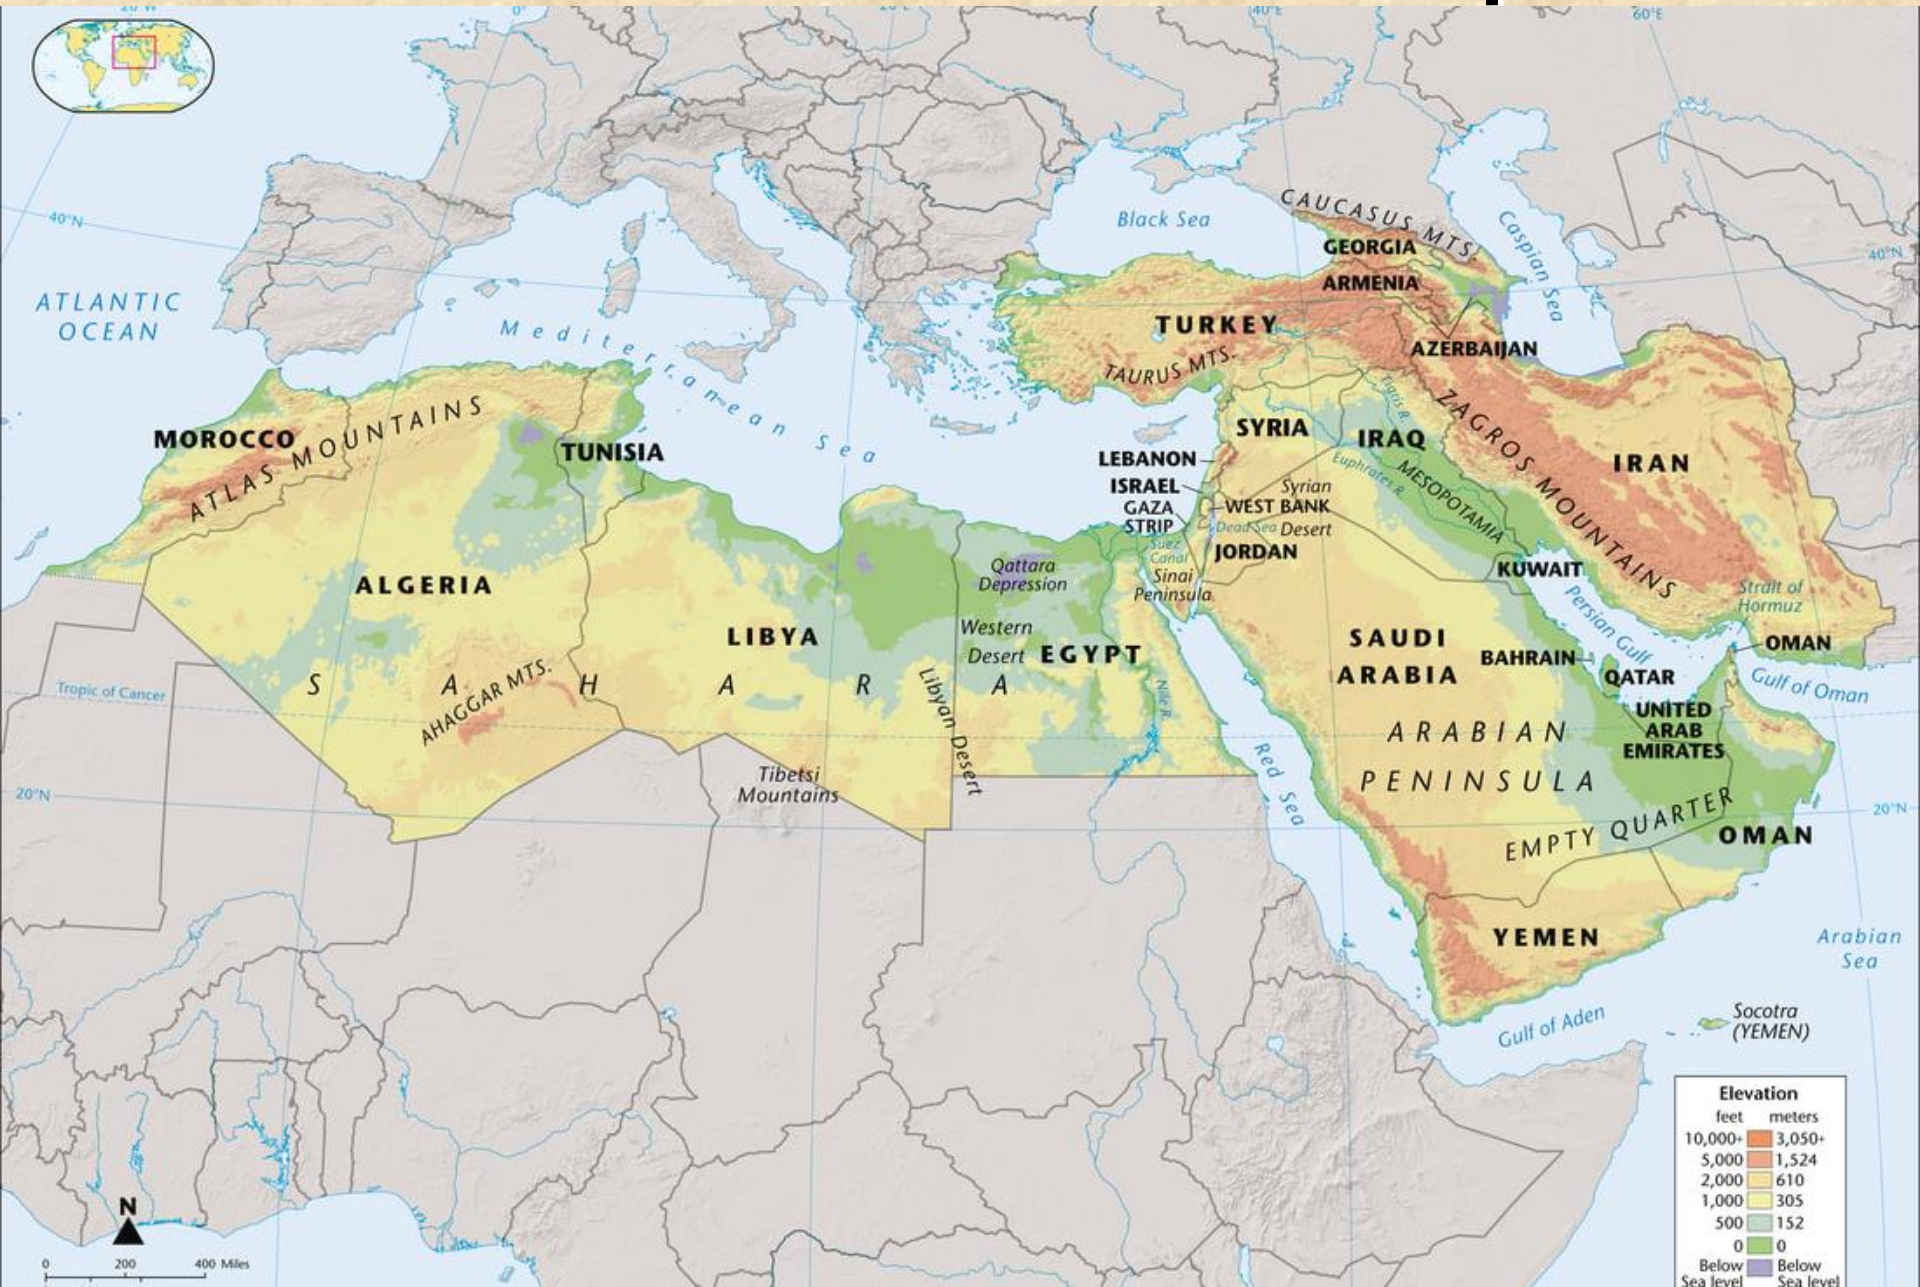 20°W
0°
20°E
40°E
60°E
40°N
ATLANTIC
OCEAN
Mediterranean Sea
Black Sea
CAUCASUS MTS.
Caspian Sea
40°N
GEORGIA
ARMENIA
AZERBAIJAN
TURKEY
TAURUS MTS.
MOROCCO
ATLAS MOUNTAINS
TUNISIA
ALGERIA
LIBYA
EGYPT
SAHARA
AHAGGAR MTS.
Tibetsi
Mountains
Libyan Desert
Western
Desert
Qattara
Depression
Nile R.
Tropic of Cancer
20°N
SYRIA
LEBANON
ISRAEL
GAZA
STRIP
WEST BANK
Dead Sea
JORDAN
Syrian
Desert
Suez
Canal
Sinai
Peninsula
IRAQ
Tigris R.
Euphrates R.
MESOPOTAMIA
ZAGROS MOUNTAINS
IRAN
KUWAIT
Persian Gulf
Strait of
Hormuz
OMAN
Gulf of Oman
SAUDI
ARABIA
BAHRAIN
QATAR
UNITED
ARAB
EMIRATES
ARABIAN
PENINSULA
EMPTY QUARTER
OMAN
20°N
Red Sea
YEMEN
Arabian
Sea
Gulf of Aden
Socotra
(YEMEN)
Elevation
feet meters
10,000+ 3,050+
5,000 1,524
2,000 610
1,000 305
500 152
0 0
Below Below
Sea level Sea level
N
0 200 400 Miles